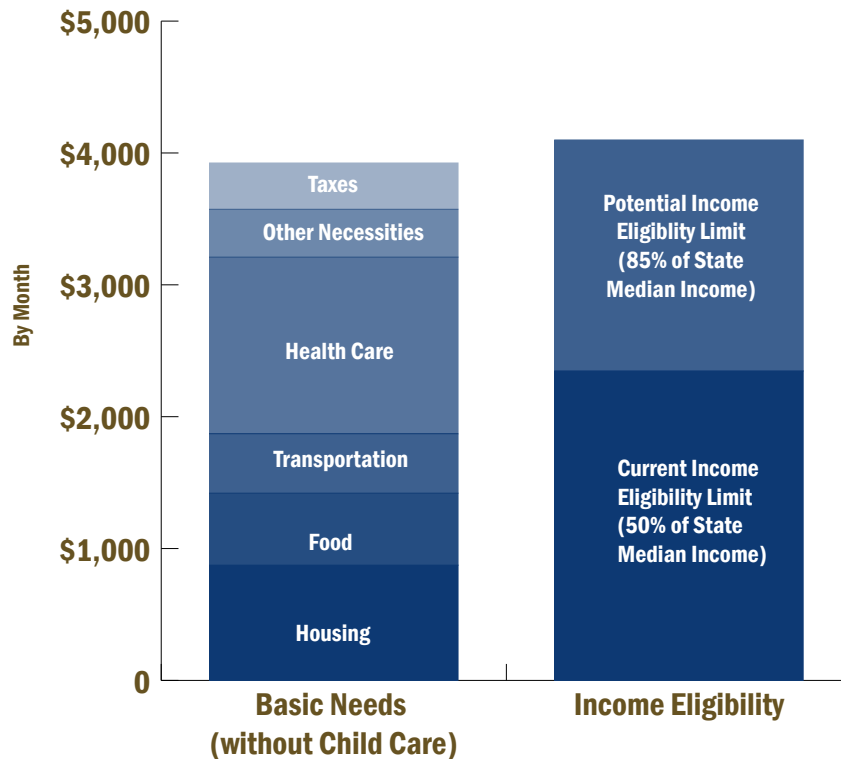 $5,000
$4,000
$3,000
$2,000
$1,000
0
By Month
Taxes
Other Necessities
Health Care
Transportation
Food
Housing
Potential Income
Eligiblity Limit
(85% of State
Median Income)
Current Income
Eligibility Limit
(50% of State
Median Income)
Basic Needs
(without Child Care)
Income Eligibility